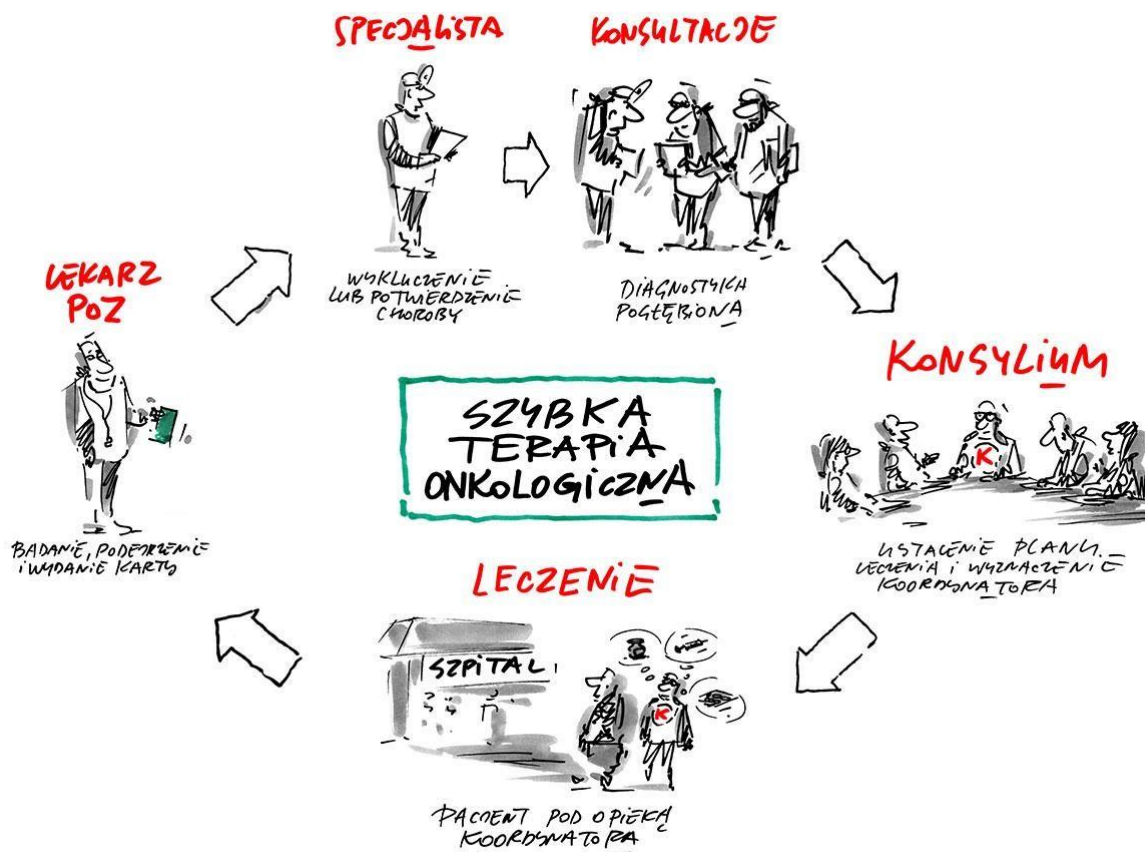 SPECJALISTA
WYKLUCZENIE
LUB POTWIERDZENIE
CHOROBY
KONSULTACJE
DIAGNOSTYKA
POGŁĘBIONA
LEKARZ
POZ
BADANIE, PODEJRZENIE
I WYDANIE KARTY
KONSYLIUM
K
USTALENIE PLANU
LECZENIA I WYZNACZENIE
KOORDYNATORA
SZYBKA
TERAPIA
ONKOLOGICZNA
LECZENIE
SZPITAL
K
PACJENT POD OPIEKĄ
KOORDYNATORA